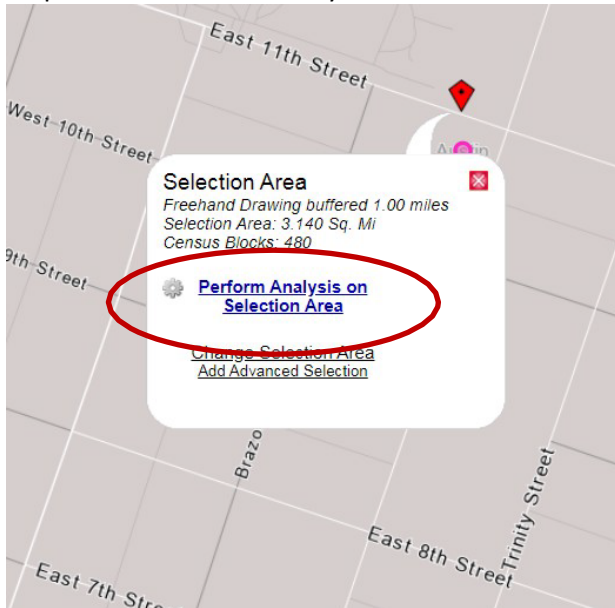 East 11th Street
West 10th Street
Selection Area
Freehand Drawing buffered 1.00 miles
Selection Area: 3.140 Sq. Mi
Census Blocks: 480
9th Street
Perform Analysis on
Selection Area
Change Selection Area
Add Advanced Selection
Brazo
Trinity Street
East 8th Street
East 7th Stre